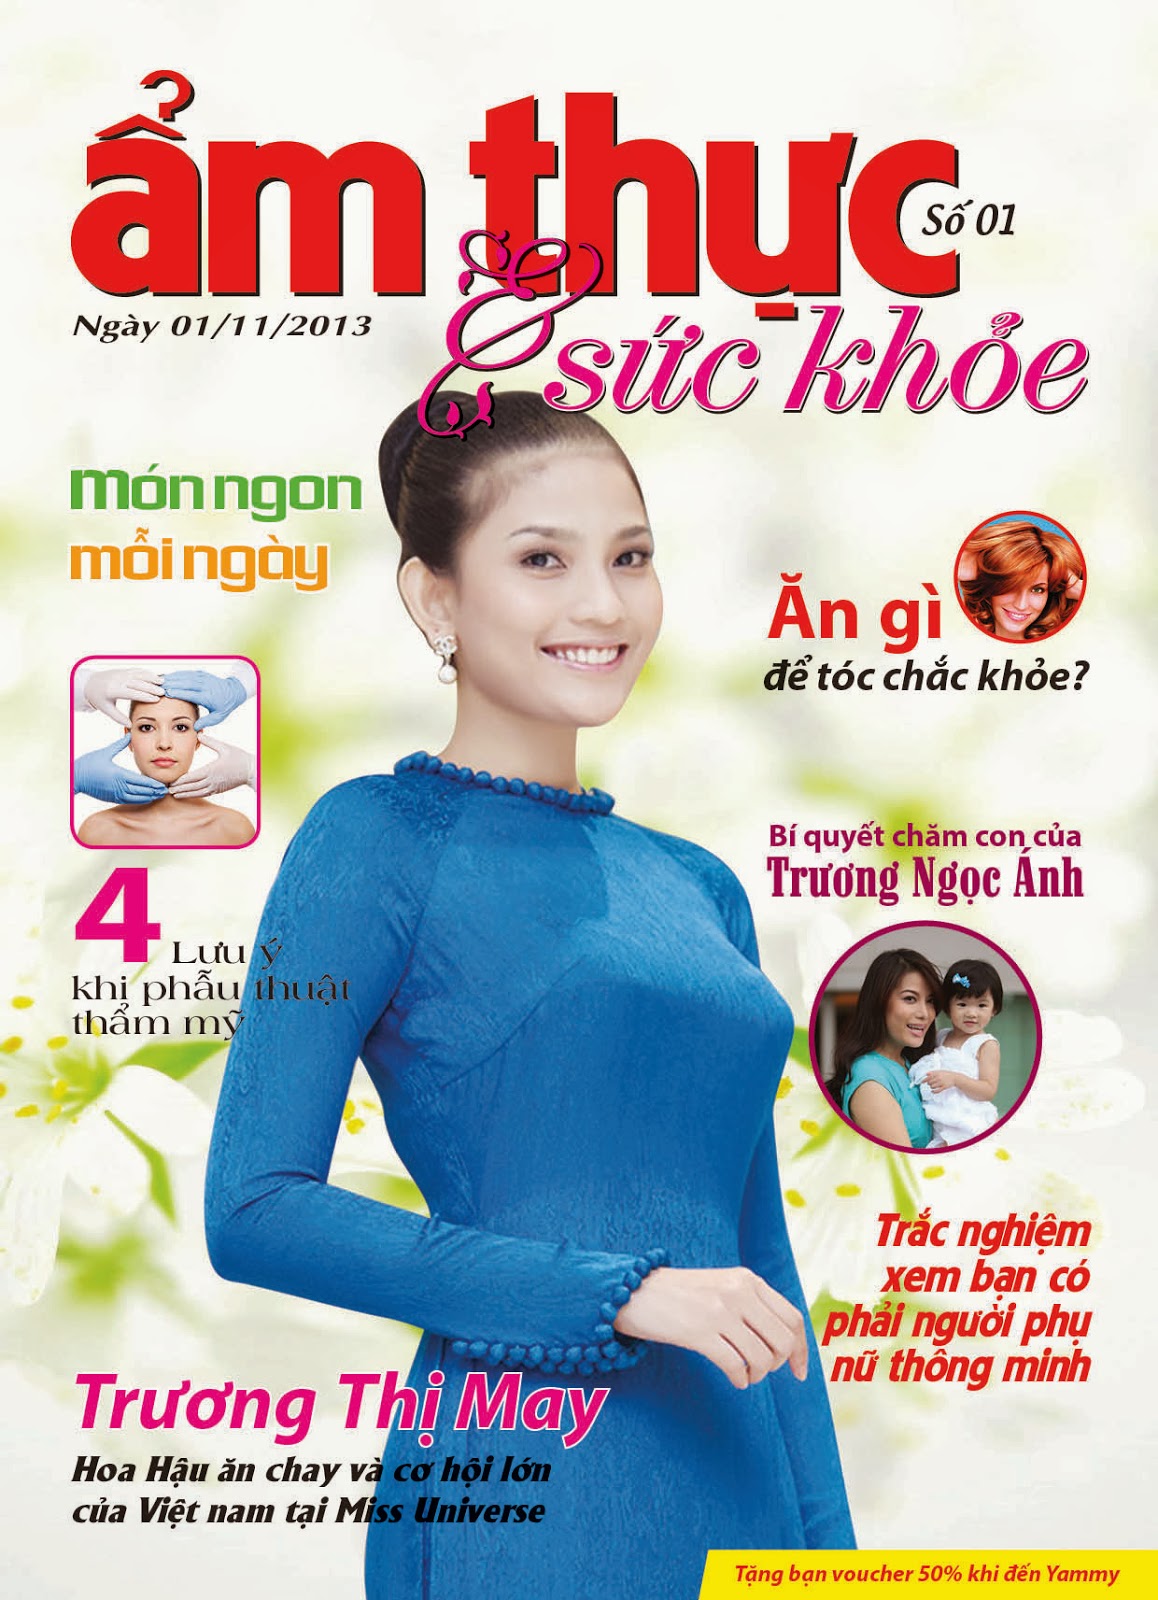 ẩm thực
Số 01
Ngày 01/11/2013
& sức khỏe
món ngon
mỗi ngày
Ăn gì
để tóc chắc khỏe?
Bí quyết chăm con của
Trương Ngọc Ánh
4 Lưu ý
khi phẫu thuật
thẩm mỹ
Trắc nghiệm
xem bạn có
phải người phụ
nữ thông minh
Trương Thị May
Hoa Hậu ăn chay và cơ hội lớn
của Việt nam tại Miss Universe
Tặng bạn voucher 50% khi đến Yammy